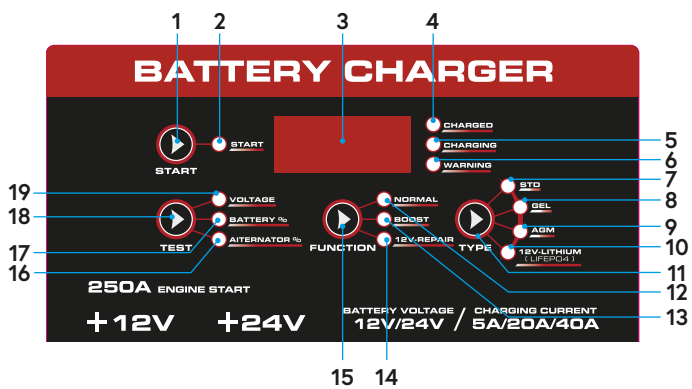 1
2
3
4
BATTERY CHARGER
START
START
CHARGED
CHARGING
WARNING
5
6
7
8
9
10
11
12
13
19
18
17
16
VOLTAGE
BATTERY %
AITERNATOR %
TEST
NORMAL
BOOST
12V-REPAIR
FUNCTION
STD
GEL
AGM
12V-LITHIUM
( LIFEPO4 )
TYPE
250A ENGINE START
+12V +24V
BATTERY VOLTAGE / CHARGING CURRENT
12V/24V / 5A/20A/40A
15
14